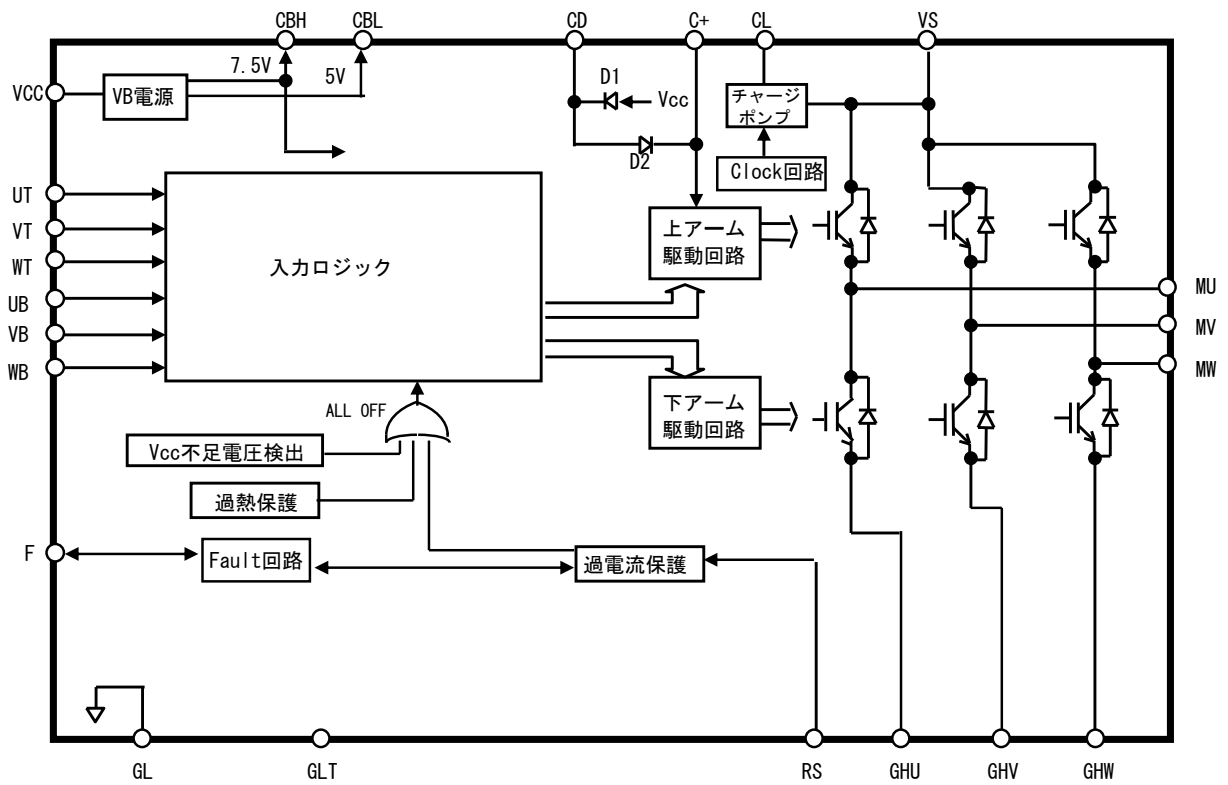 CBH CBL CD C+ CL VS
7.5V
5V
VCC
VB電源
D1
Vcc
D2
チャージ
ポンプ
Clock回路
UT
VT
WT
UB
VB
WB
入力ロジック
上アーム
駆動回路
MU
MV
MW
下アーム
駆動回路
ALL OFF
Vcc不足電圧検出
過熱保護
F
Fault回路
過電流保護
GL GLT RS GHU GHV GHW